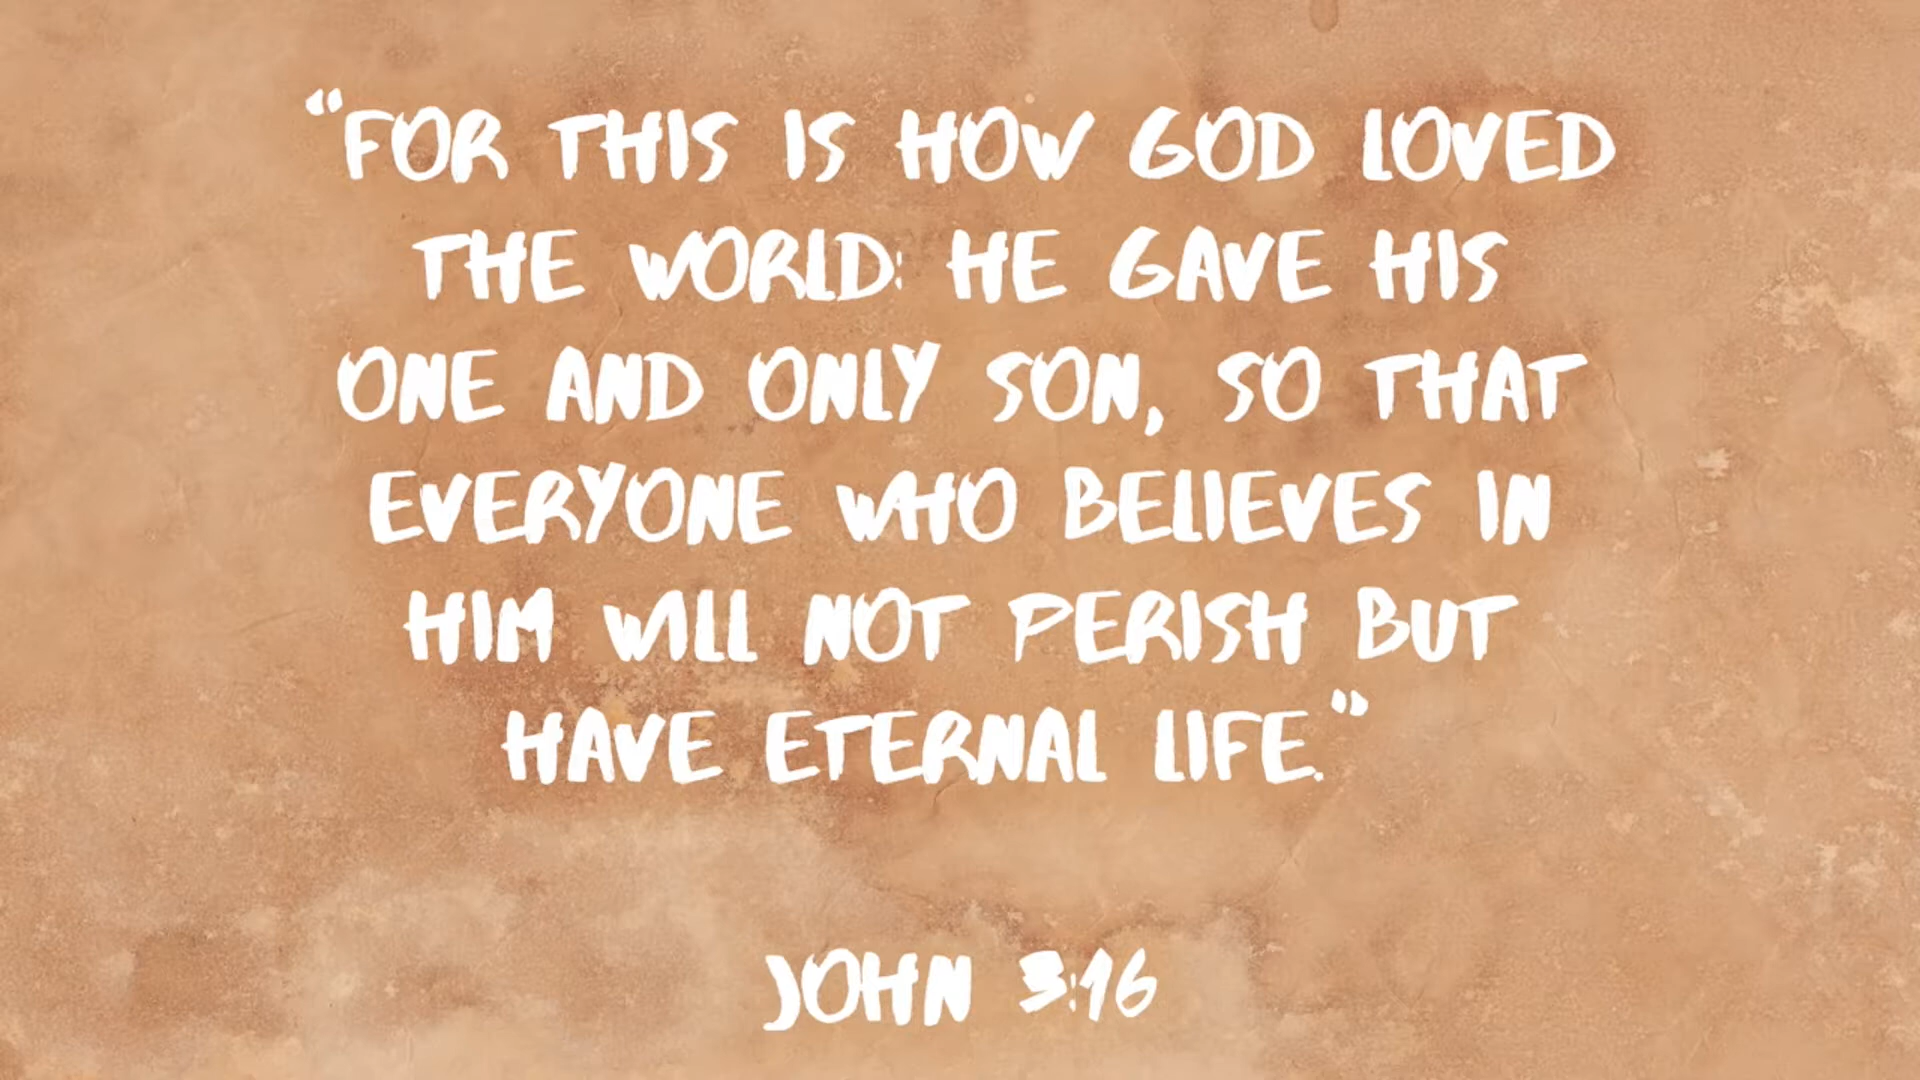 “FOR THIS IS HOW GOD LOVED
THE WORLD: HE GAVE HIS
ONE AND ONLY SON, SO THAT
EVERYONE WHO BELIEVES IN
HIM WILL NOT PERISH BUT
HAVE ETERNAL LIFE.”
JOHN 3:16